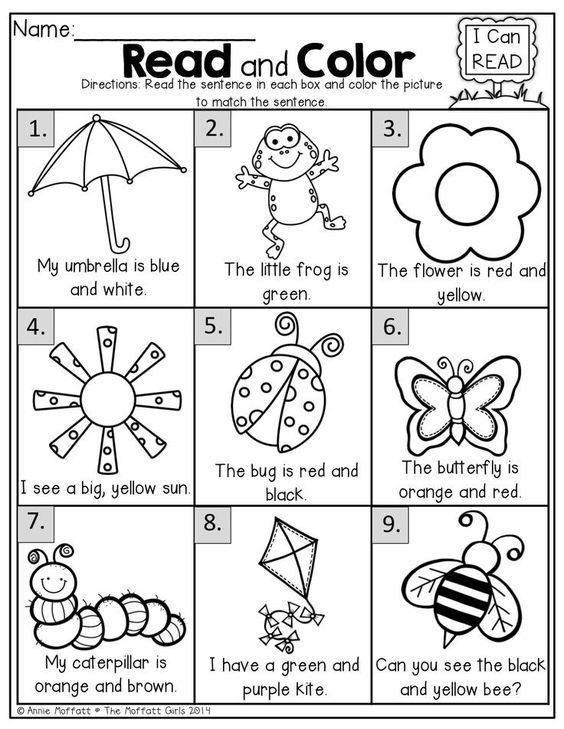 Name:
I Can
READ
Read and Color
Directions: Read the sentence in each box and color the picture
to match the sentence.
1.
My umbrella is blue
and white.
2.
The little frog is
green.
3.
The flower is red and
yellow.
4.
I see a big, yellow sun.
5.
The bug is red and
black.
6.
The butterfly is
orange and red.
7.
My caterpillar is
orange and brown.
8.
I have a green and
purple kite.
9.
Can you see the black
and yellow bee?
© Annie Moffatt @ The Moffatt Girls 2014